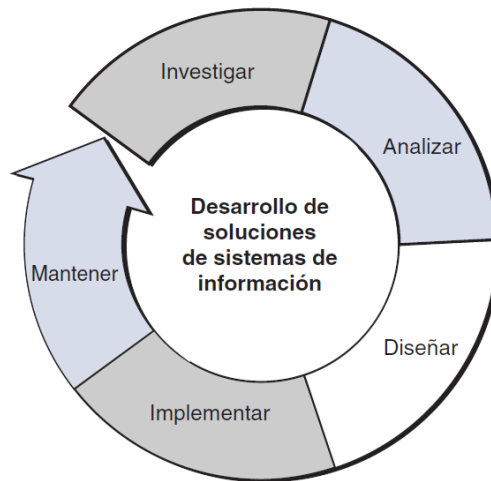 Investigar
Analizar
Desarrollo de
soluciones
de sistemas de
información
Mantener
Diseñar
Implementar